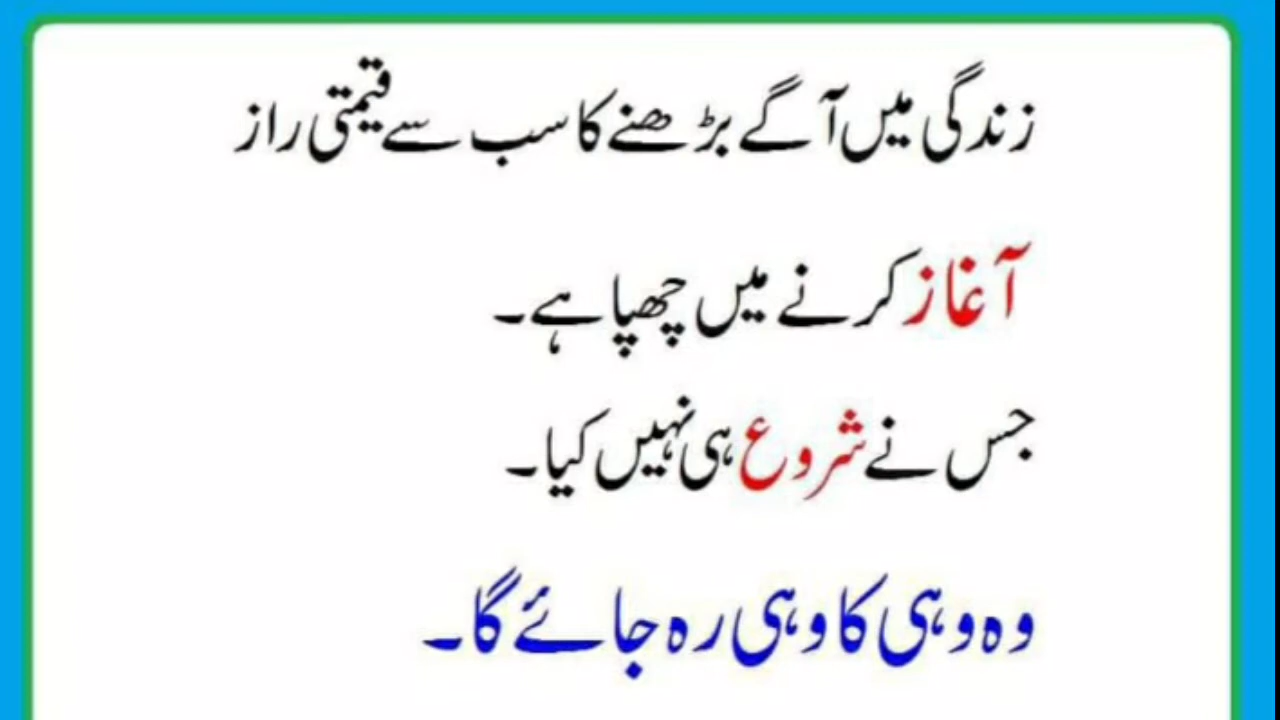 زندگی میں آگے بڑھنے کا سب سے قیمتی راز
آغاز کرنے میں چھپا ہے۔
جس نے شروع ہی نہیں کیا۔
وہ وہی کا وہی رہ جائے گا۔